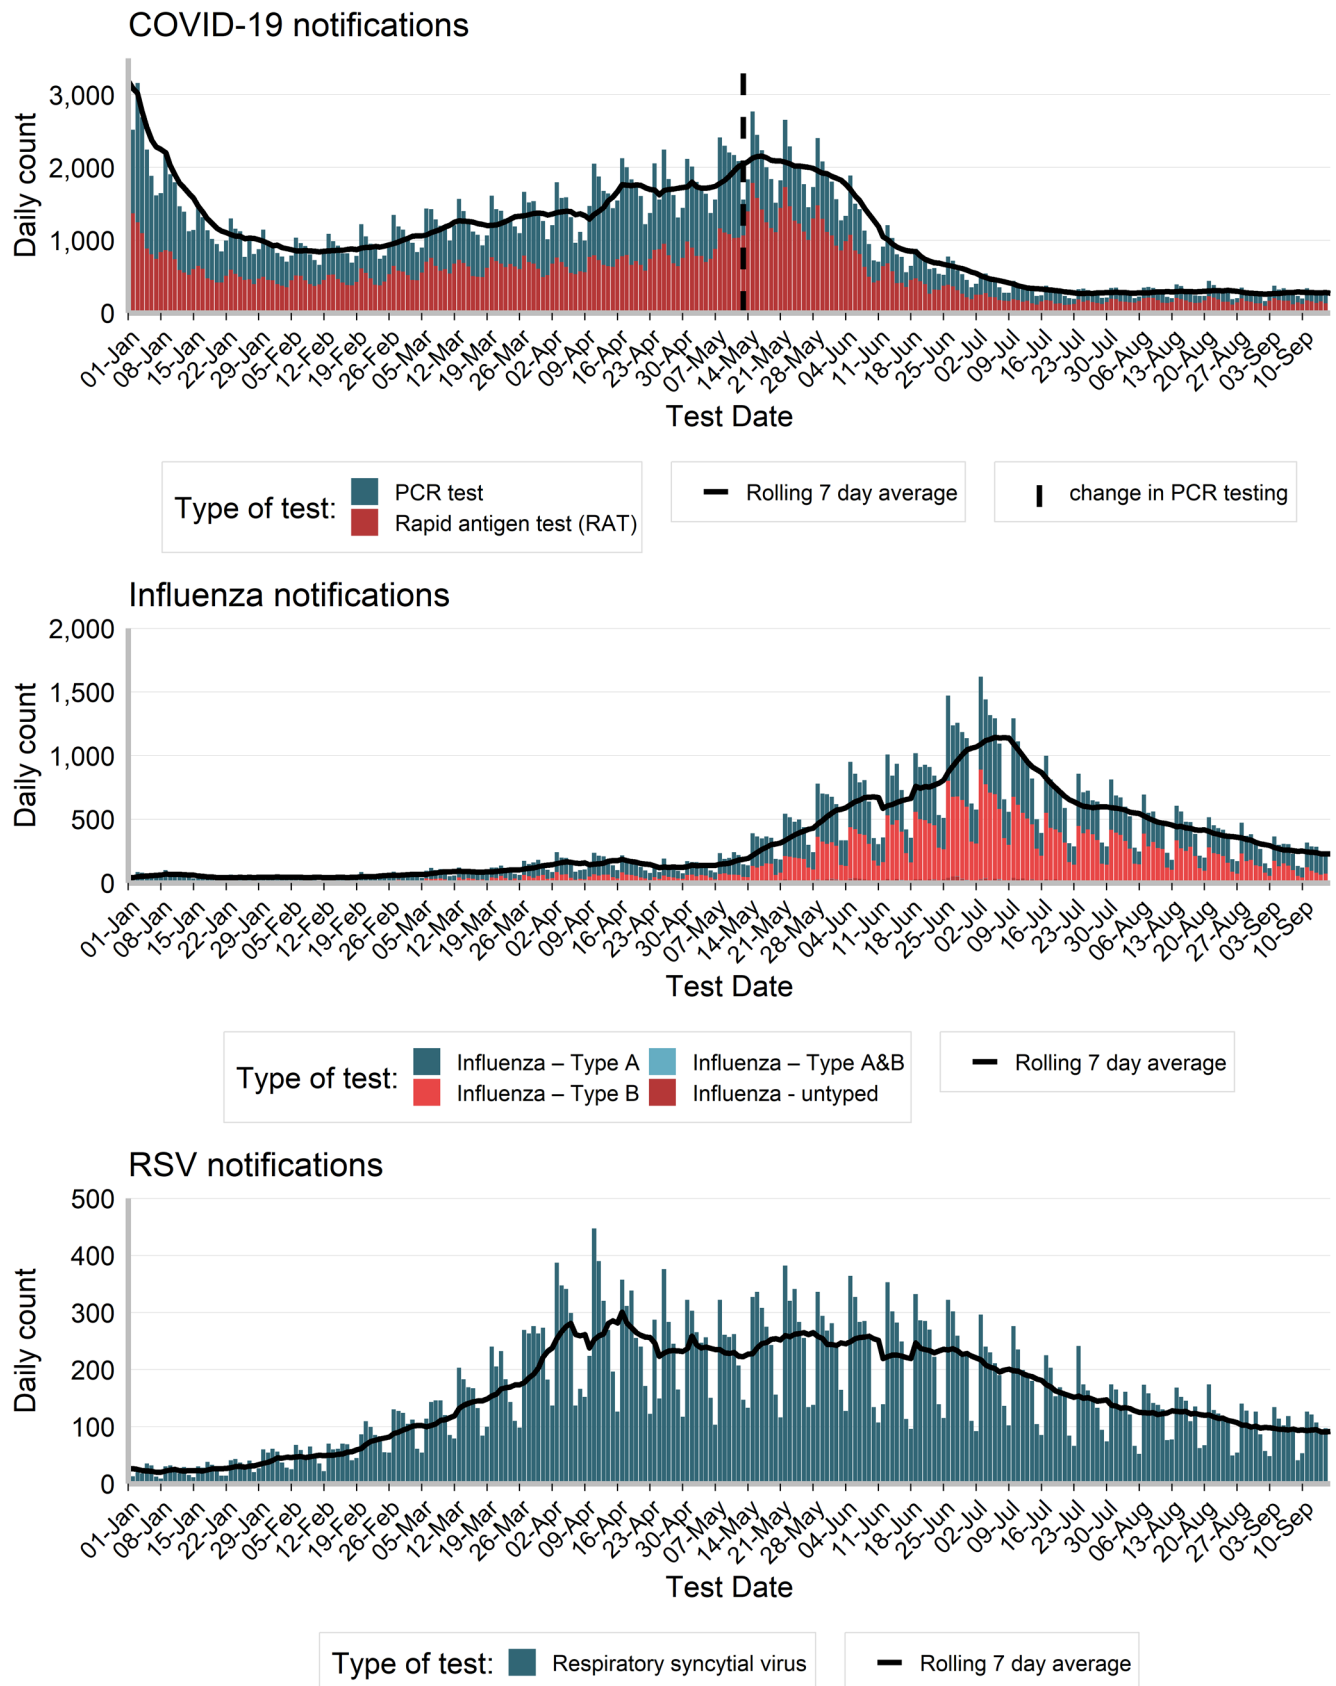 COVID-19 notifications
Daily count
3,000
2,000
1,000
0
01-Jan 08-Jan 15-Jan 22-Jan 29-Jan 05-Feb 12-Feb 19-Feb 26-Feb 05-Mar 12-Mar 19-Mar 26-Mar 02-Apr 09-Apr 16-Apr 23-Apr 30-Apr 07-May 14-May 21-May 28-May 04-Jun 11-Jun 18-Jun 25-Jun 02-Jul 09-Jul 16-Jul 23-Jul 30-Jul 06-Aug 13-Aug 20-Aug 27-Aug 03-Sep 10-Sep
Test Date
Type of test:
PCR test
Rapid antigen test (RAT)
Rolling 7 day average
change in PCR testing
Influenza notifications
Daily count
2,000
1,500
1,000
500
0
01-Jan 08-Jan 15-Jan 22-Jan 29-Jan 05-Feb 12-Feb 19-Feb 26-Feb 05-Mar 12-Mar 19-Mar 26-Mar 02-Apr 09-Apr 16-Apr 23-Apr 30-Apr 07-May 14-May 21-May 28-May 04-Jun 11-Jun 18-Jun 25-Jun 02-Jul 09-Jul 16-Jul 23-Jul 30-Jul 06-Aug 13-Aug 20-Aug 27-Aug 03-Sep 10-Sep
Test Date
Type of test:
Influenza – Type A Influenza – Type A&B
Influenza – Type B Influenza - untyped
Rolling 7 day average
RSV notifications
Daily count
500
400
300
200
100
0
01-Jan 08-Jan 15-Jan 22-Jan 29-Jan 05-Feb 12-Feb 19-Feb 26-Feb 05-Mar 12-Mar 19-Mar 26-Mar 02-Apr 09-Apr 16-Apr 23-Apr 30-Apr 07-May 14-May 21-May 28-May 04-Jun 11-Jun 18-Jun 25-Jun 02-Jul 09-Jul 16-Jul 23-Jul 30-Jul 06-Aug 13-Aug 20-Aug 27-Aug 03-Sep 10-Sep
Test Date
Type of test: Respiratory syncytial virus
Rolling 7 day average